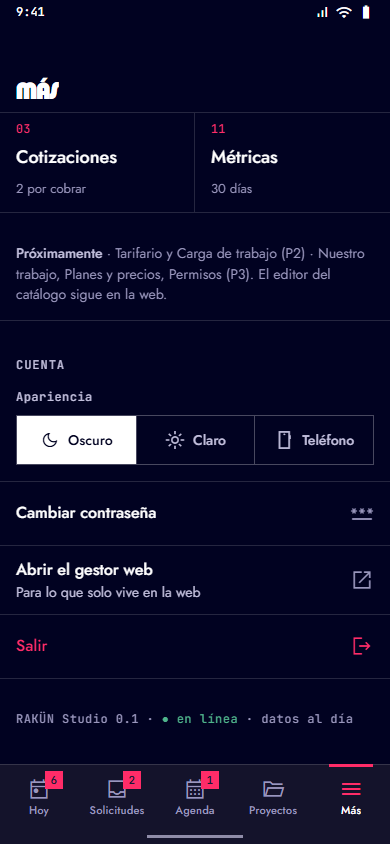 9:41
más
03
11
Cotizaciones
Métricas
2 por cobrar
30 días
Próximamente · Tarifario y Carga de trabajo (P2) · Nuestro
trabajo, Planes y precios, Permisos (P3). El editor del
catálogo sigue en la web.
CUENTA
Apariencia
Oscuro
Claro
Teléfono
Cambiar contraseña
Abrir el gestor web
Para lo que solo vive en la web
Salir
RAKÜN Studio 0.1 · ● en línea · datos al día
6
2
1
Hoy
Solicitudes
Agenda
Proyectos
Más